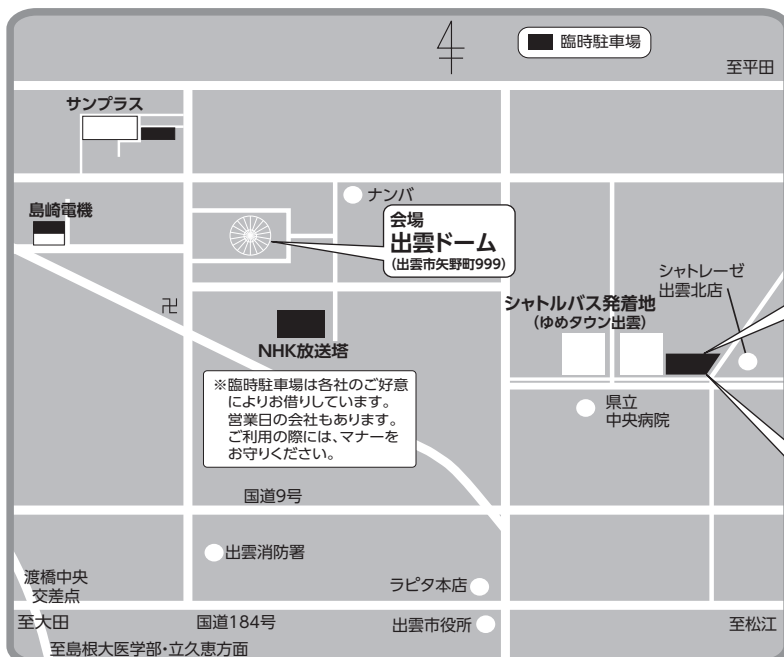 臨時駐車場
至平田
サンプラス
ナンバ
島崎電機
会場
出雲ドーム
(出雲市矢野町999)
シャトレーゼ
出雲北店
シャトルバス発着地
(ゆめタウン出雲)
卍
NHK放送塔
※臨時駐車場は各社のご好意
によりお借りしています。
営業日の会社もあります。
ご利用の際には、マナーを
お守りください。
県立
中央病院
国道9号
出雲消防署
渡橋中央
交差点
ラピタ本店
至大田
国道184号
出雲市役所
至松江
至島根大医学部・立久恵方面